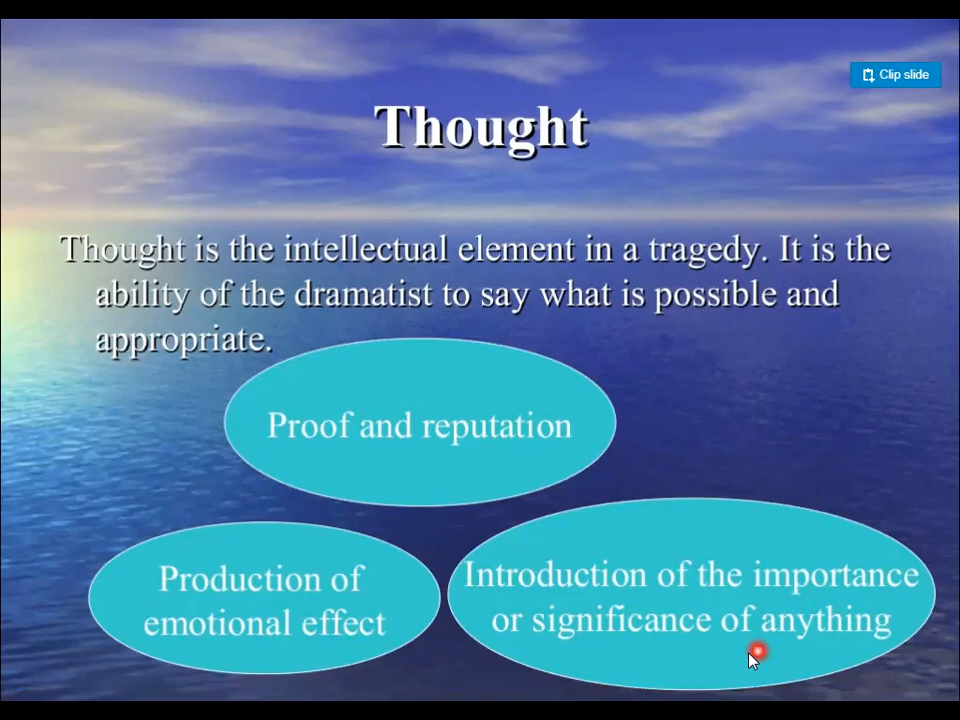 Clip slide
Thought
Thought is the intellectual element in a tragedy. It is the
ability of the dramatist to say what is possible and
appropriate.
Proof and reputation
Production of
emotional effect
Introduction of the importance
or significance of anything